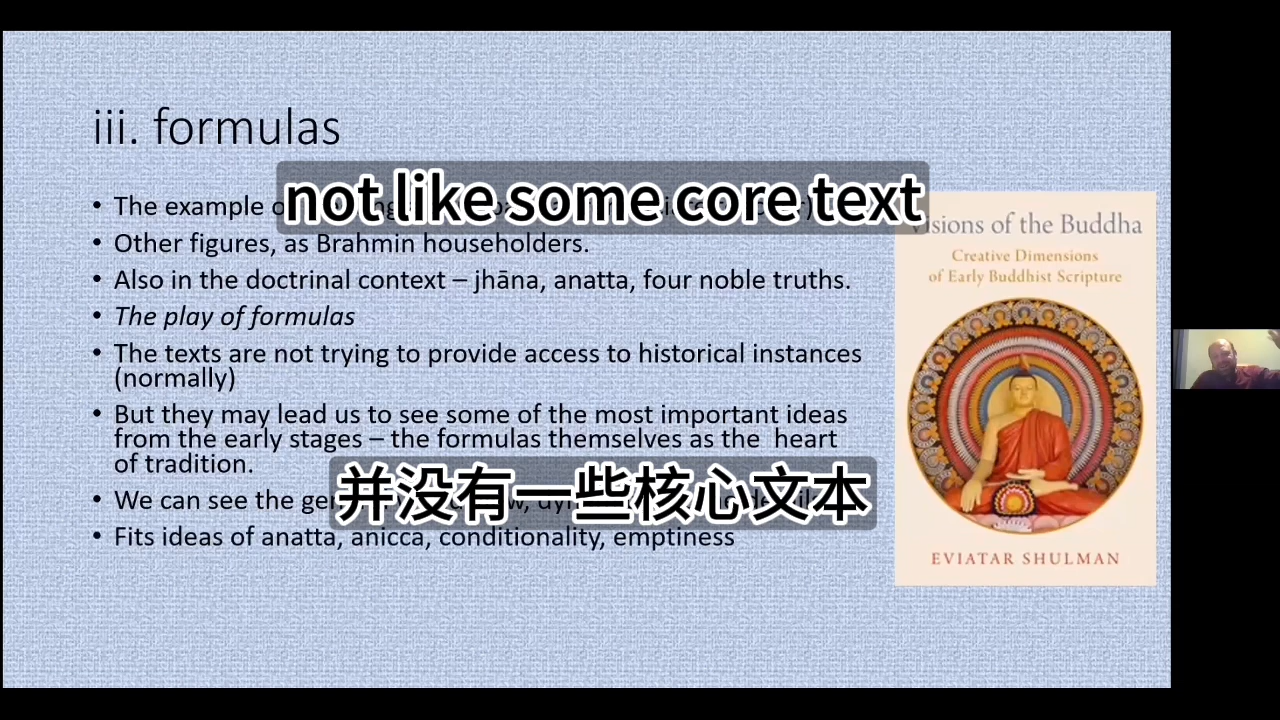 iii. formulas
not like some core text
• The example o
• Other figures, as Brahmin householders.
• Also in the doctrinal context – jhāna, anatta, four noble truths.
• The play of formulas
• The texts are not trying to provide access to historical instances
(normally)
• But they may lead us to see some of the most important ideas
from the early stages – the formulas themselves as the heart
of tradition.
并没有一些核心文本
• We can see the
• Fits ideas of anatta, anicca, conditionality, emptiness
Visions of the Buddha
Creative Dimensions
of Early Buddhist Scripture
EVIATAR SHULMAN